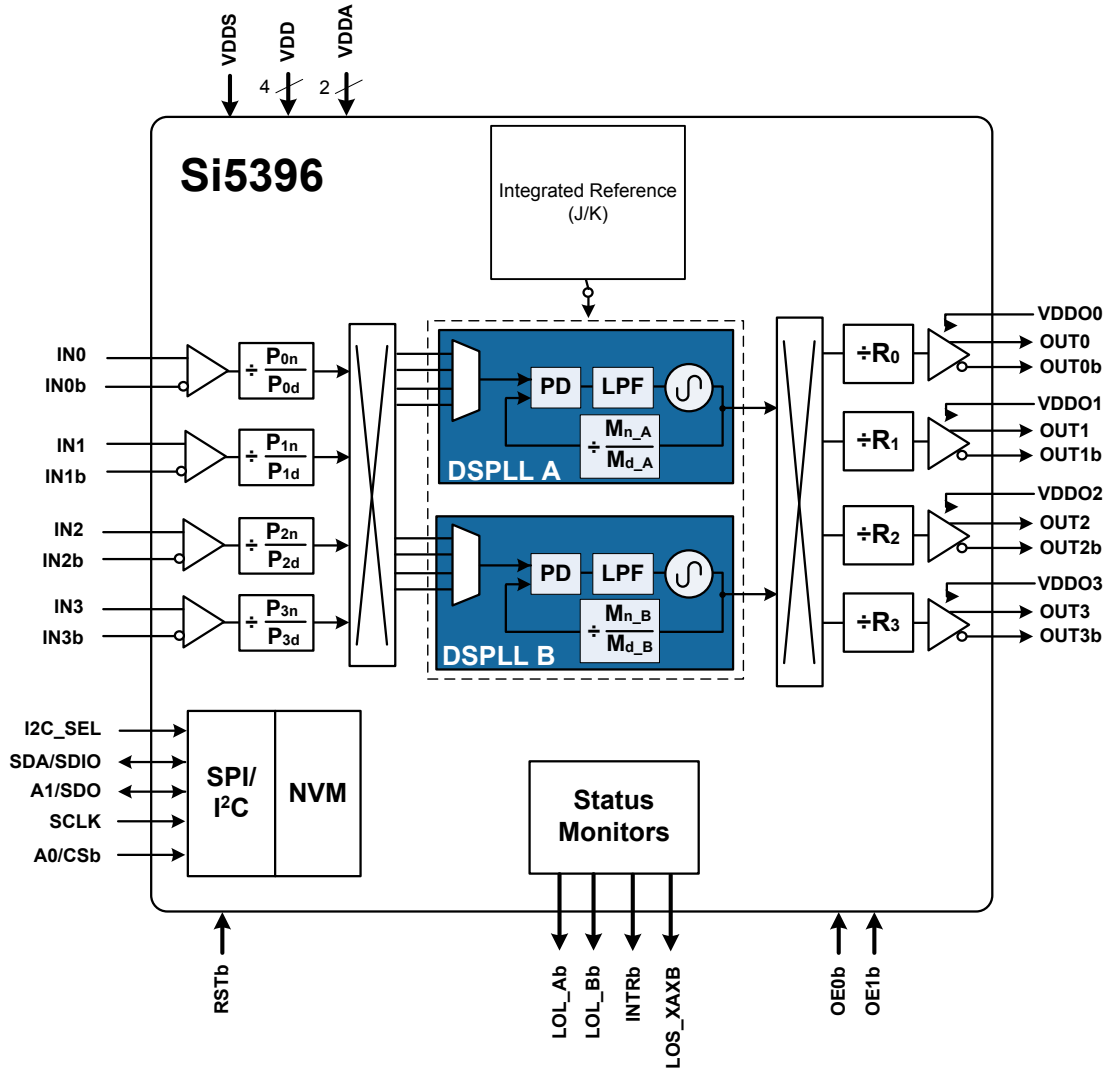 VDDS
VDD
VDDA
4
2
Si5396
Integrated Reference
(J/K)
IN0
IN0b
÷ P0n
P0d
IN1
IN1b
÷ P1n
P1d
IN2
IN2b
÷ P2n
P2d
IN3
IN3b
÷ P3n
P3d
PD
LPF
÷ Mn_A
Md_A
DSPLL A
PD
LPF
÷ Mn_B
Md_B
DSPLL B
÷R0
VDDO0
OUT0
OUT0b
÷R1
VDDO1
OUT1
OUT1b
÷R2
VDDO2
OUT2
OUT2b
÷R3
VDDO3
OUT3
OUT3b
I2C_SEL
SDA/SDIO
A1/SDO
SCLK
A0/CSb
SPI/
I²C
NVM
Status
Monitors
RSTb
LOL_Ab
LOL_Bb
INTRb
LOS_XAXB
OE0b
OE1b